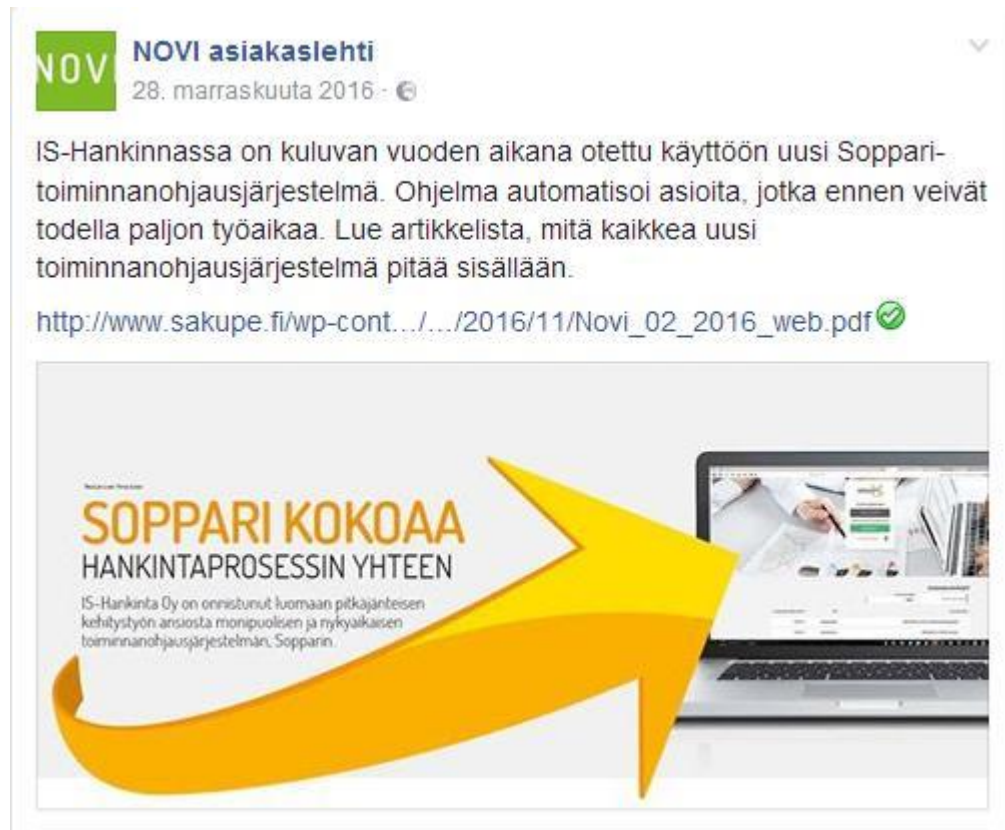 NOVI
NOVI asiakaslehti
28. marraskuuta 2016 ·
IS-Hankinnassa on kuluvan vuoden aikana otettu käyttöön uusi Soppari-
toiminnanohjausjärjestelmä. Ohjelma automatisoi asioita, jotka ennen veivät
todella paljon työaikaa. Lue artikkelista, mitä kaikkea uusi
toiminnanohjausjärjestelmä pitää sisällään.
http://www.sakupe.fi/wp-cont.../.../2016/11/Novi_02_2016_web.pdf
SOPPARI KOKOAA
HANKINTAPROSESSIN YHTEEN
IS-Hankinta Oy on onnistunut luomaan pitkäjänteisen
kehitystyön ansiosta monipuolisen ja nykyaikaisen
toiminnanohjausjärjestelmän, Sopparin.